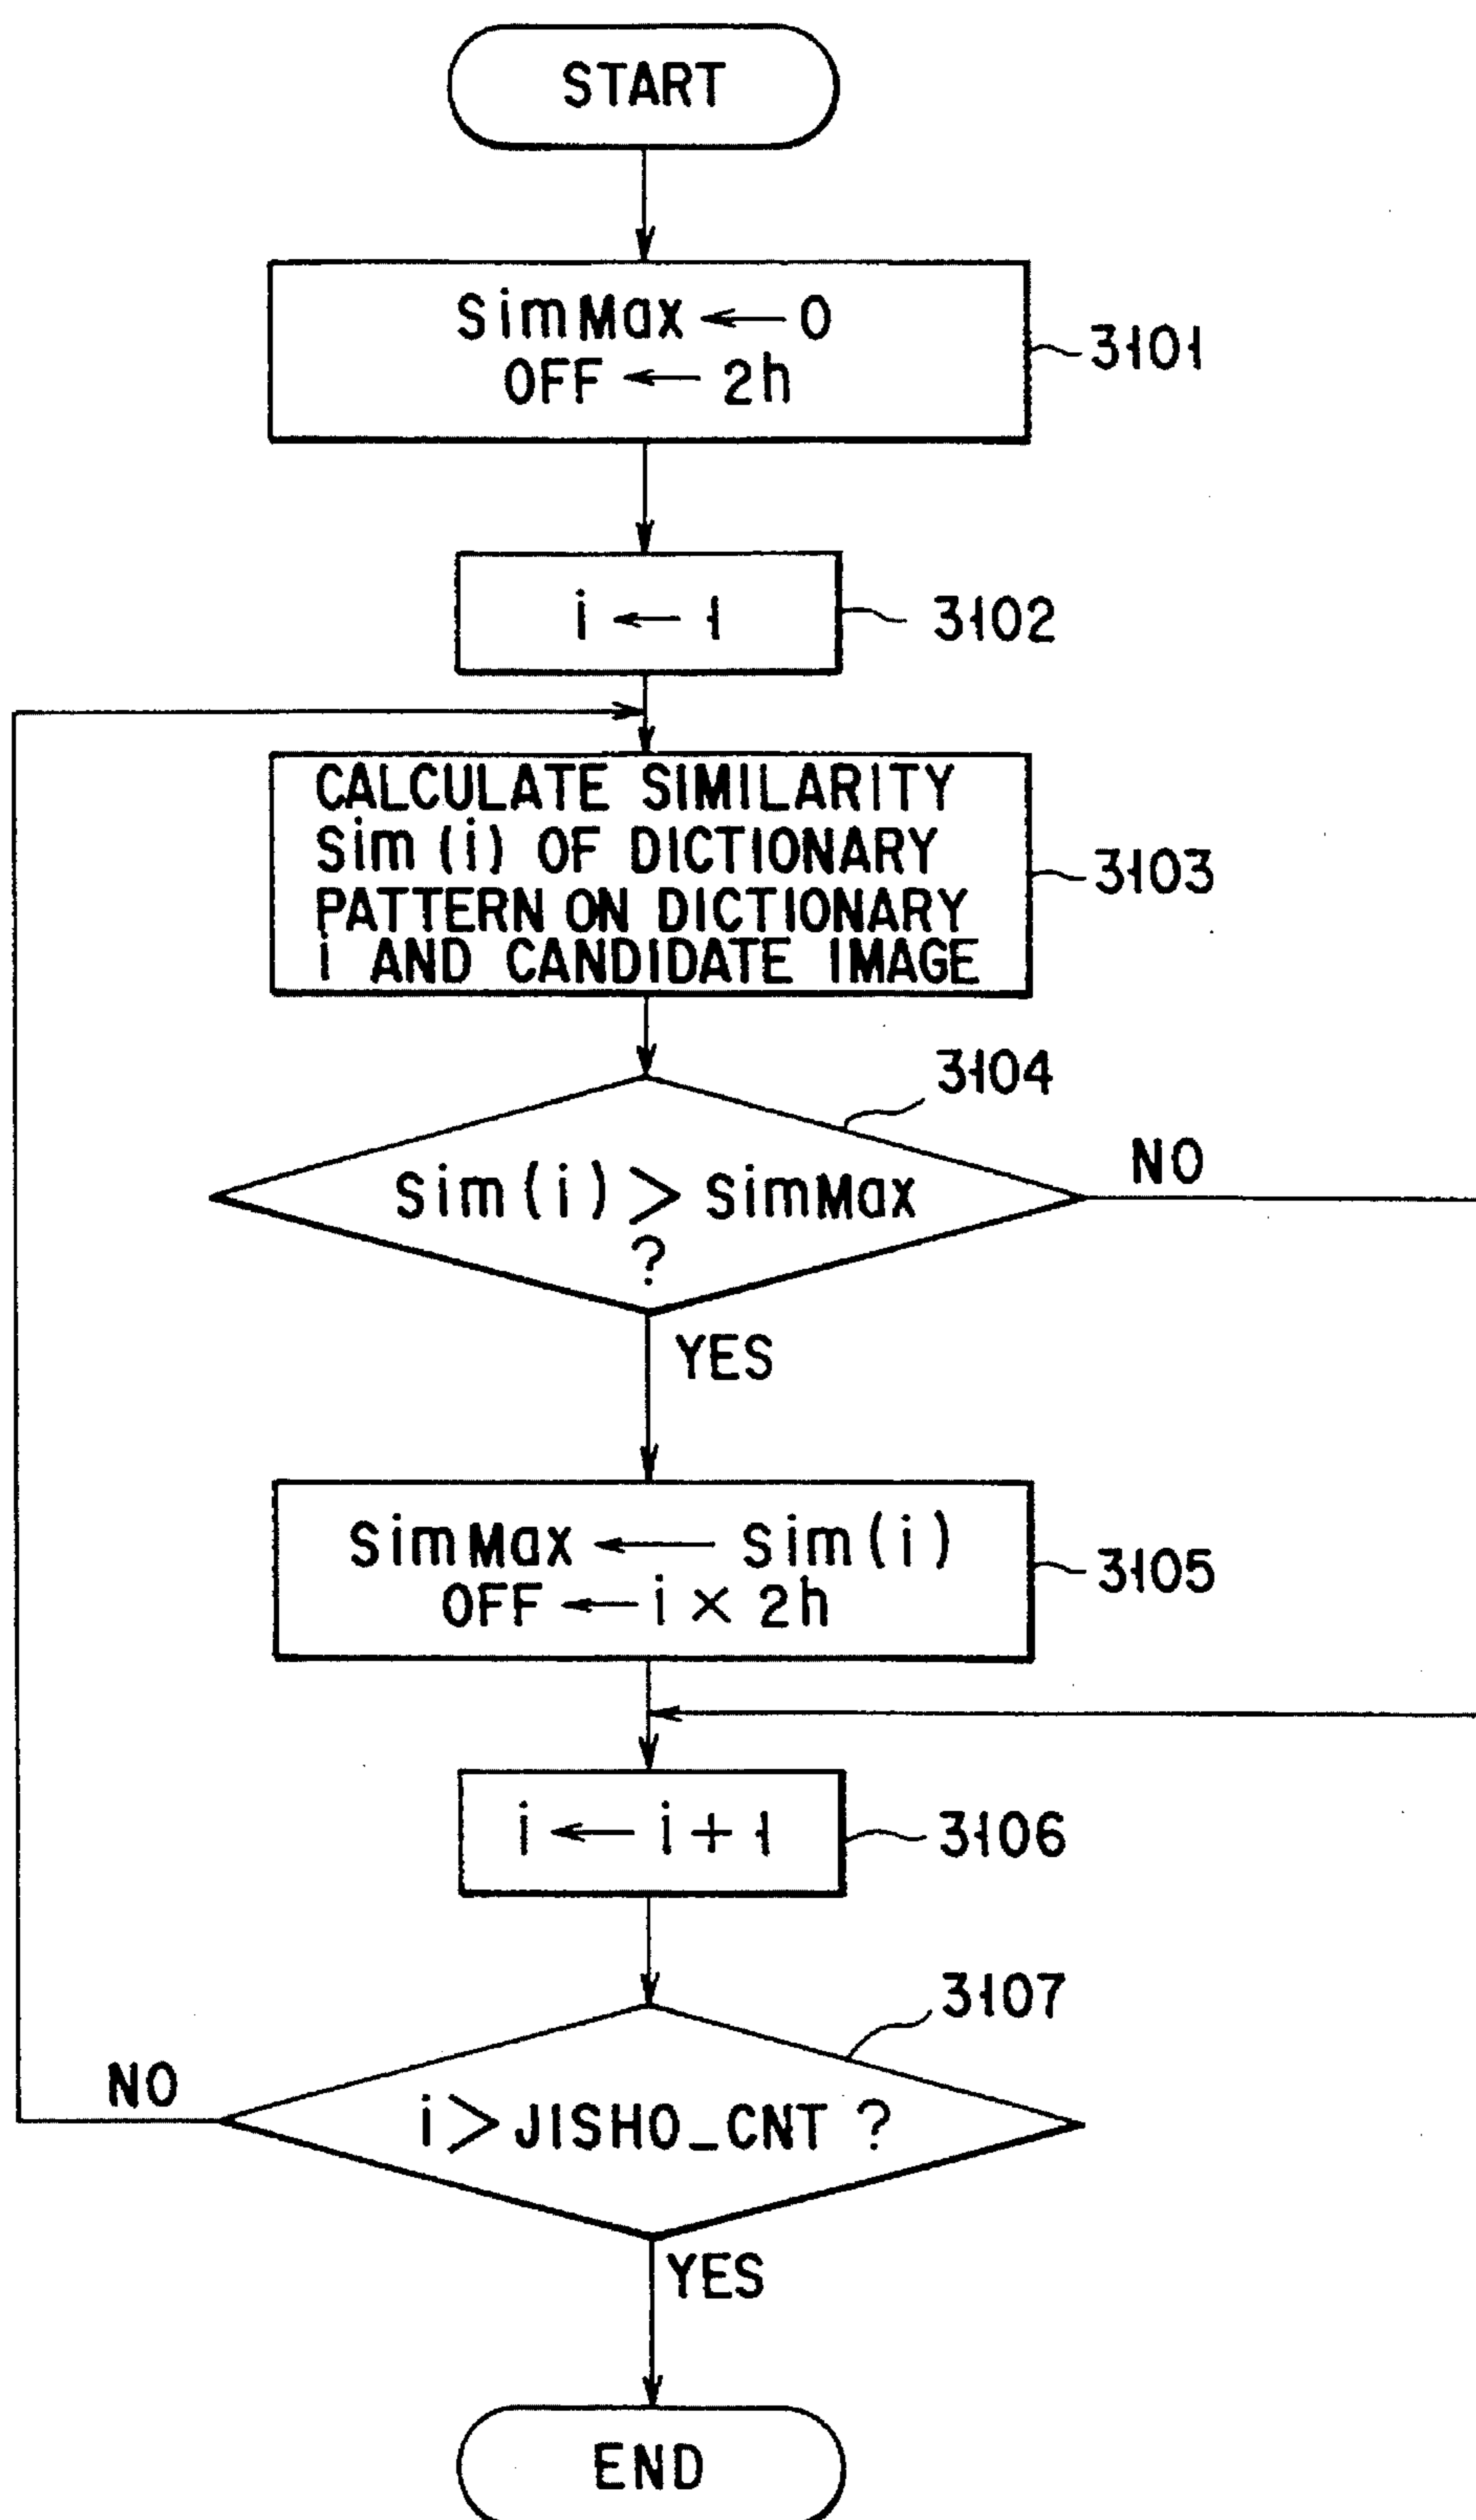 START
SimMax ← 0
OFF ← 2h
3101
i ← 1
3102
CALCULATE SIMILARITY
Sim (i) OF DICTIONARY
PATTERN ON DICTIONARY
i AND CANDIDATE IMAGE
3103
3104
Sim (i) > SimMax
?
NO
YES
SimMax ← Sim(i)
OFF ← i × 2h
3105
i ← i + 1
3106
3107
NO
i > JISHO_CNT ?
YES
END